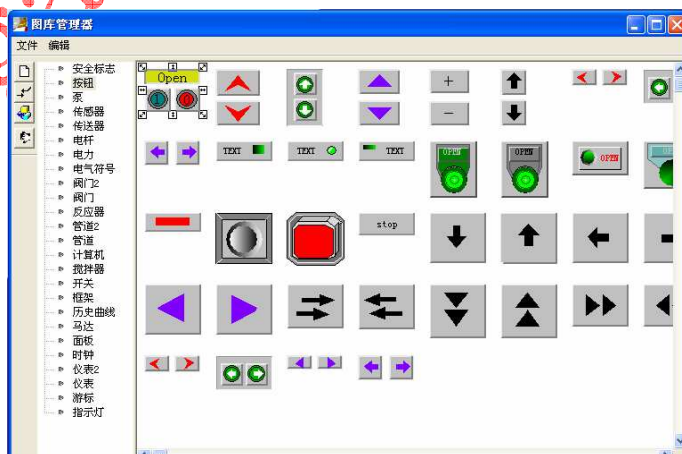 图库管理器
文件 编辑
安全标志
按钮
泵
传感器
传送器
电杆
电力
电气符号
阀门2
阀门
反应器
管道2
管道
计算机
搅拌器
开关
框架
历史曲线
马达
面板
时钟
仪表2
仪表
游标
指示灯
Open
1 0
+
−
TEXT TEXT TEXT OPEN OPEN OPEN
stop